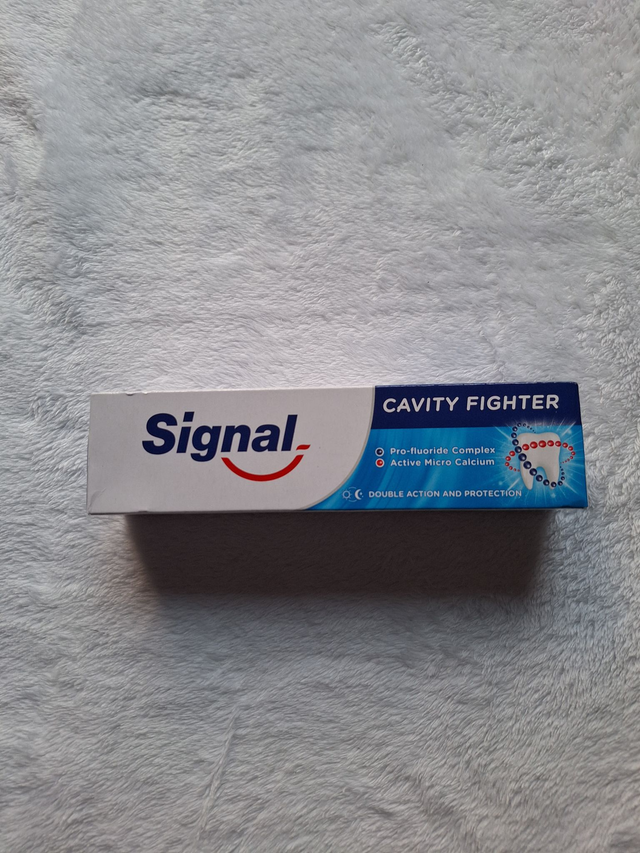 Signal
CAVITY FIGHTER
Pro-fluoride Complex
Active Micro Calcium
DOUBLE ACTION AND PROTECTION